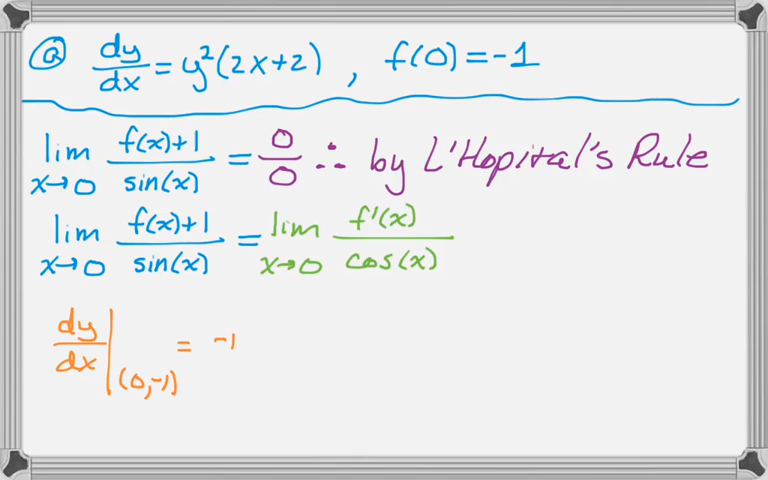 ⓐ dy/dx = y²(2x+2), f(0) = -1
lim x→0 f(x)+1/sin(x) = 0/0 ∴ by L'Hopital's Rule
lim x→0 f(x)+1/sin(x) = lim x→0 f'(x)/cos(x)
dy/dx|(0,-1) = -1